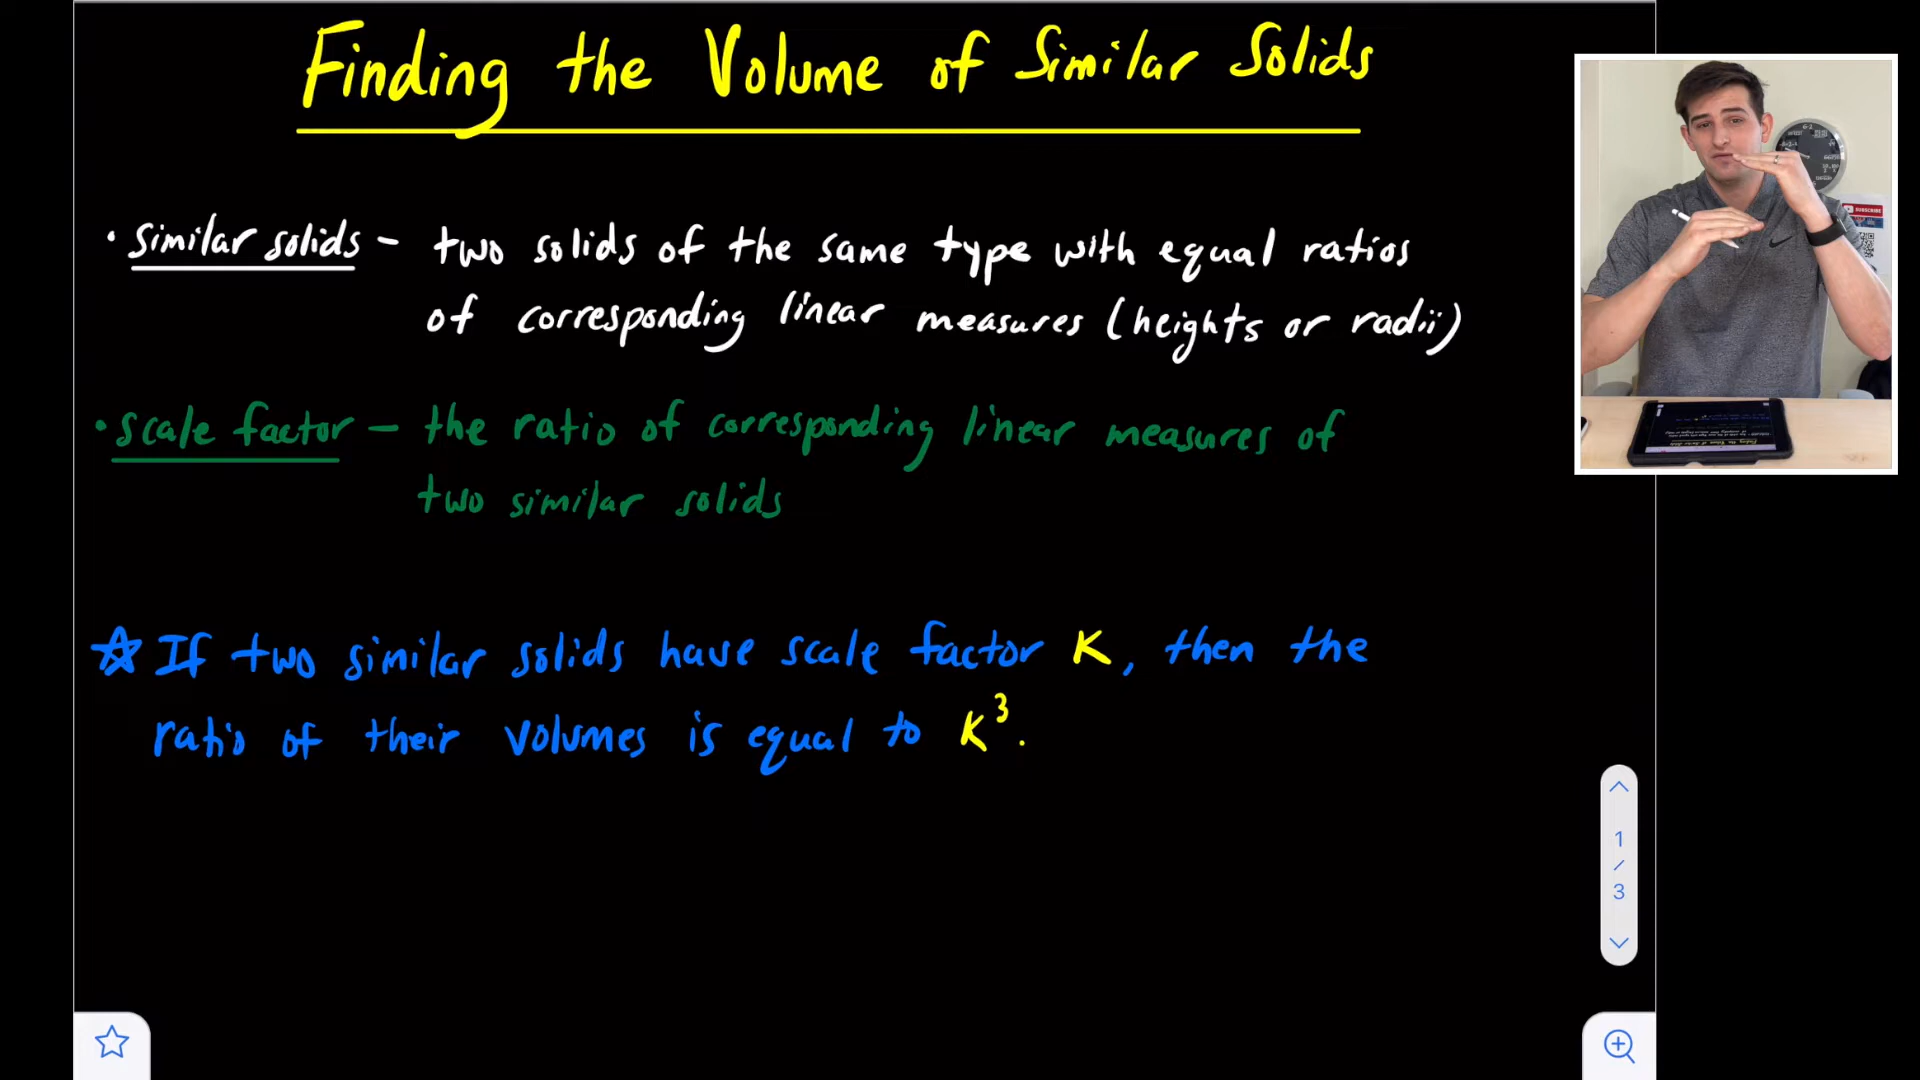 Finding the Volume of Similar Solids
• Similar solids – two solids of the same type with equal ratios
of corresponding linear measures (heights or radii)
• Scale factor – the ratio of corresponding linear measures of
two similar solids
☆ If two similar solids have scale factor K, then the
ratio of their volumes is equal to K³.
SUBSCRIBE
1
/
3